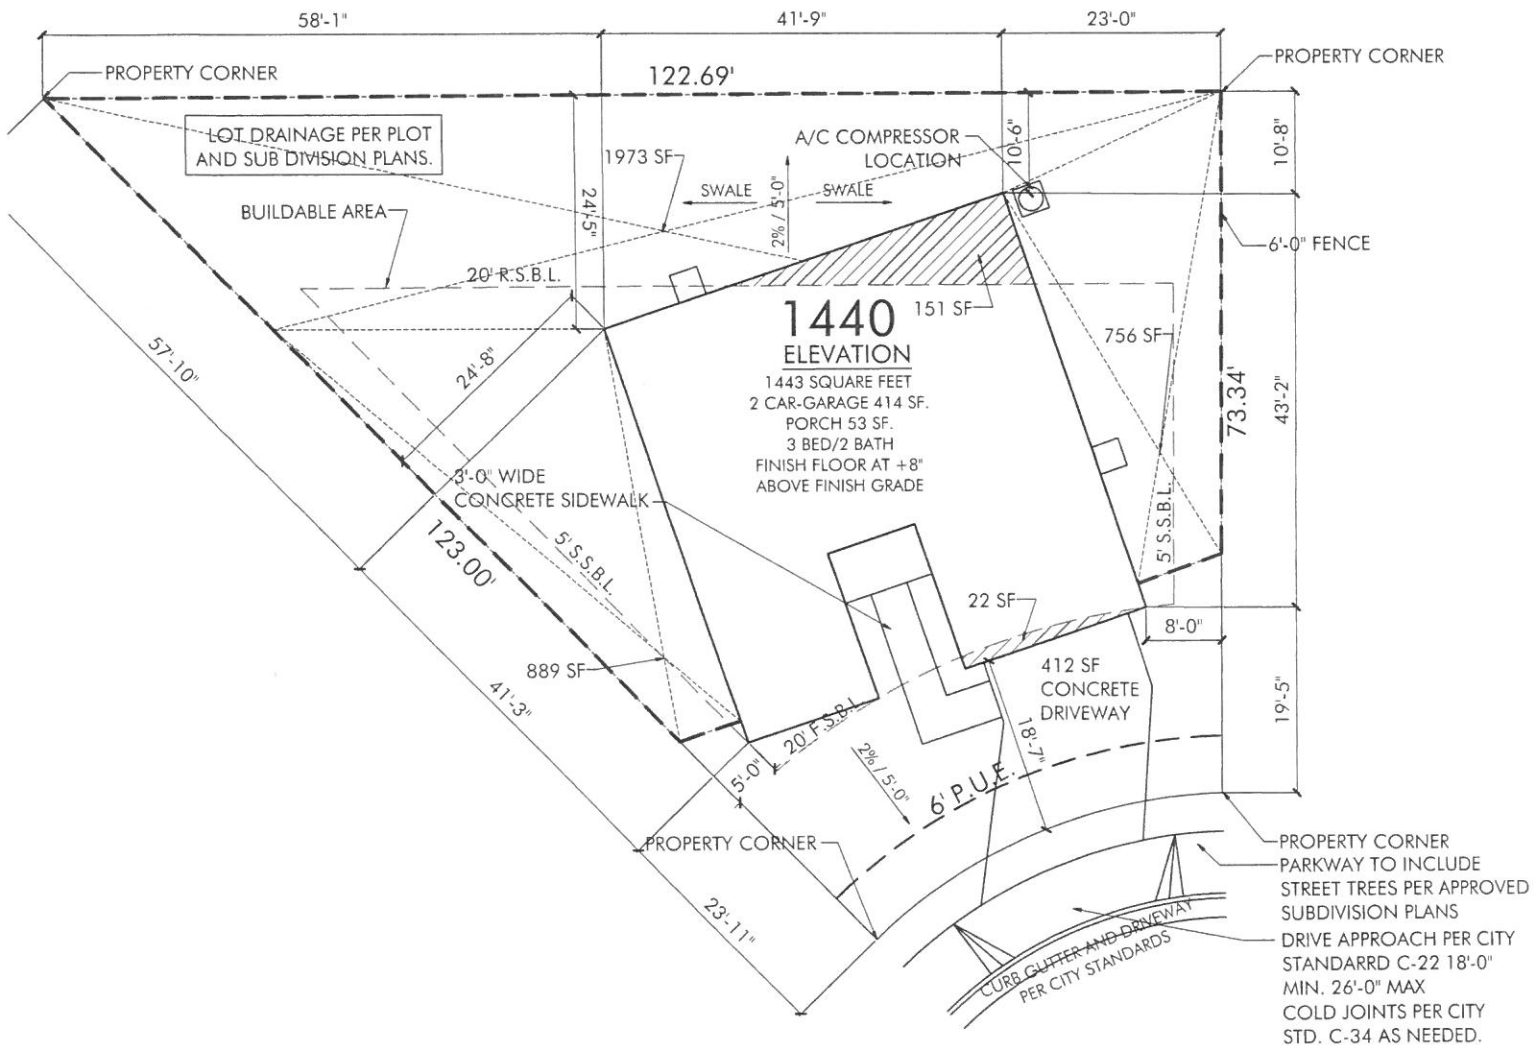 58'-1"
41'-9"
23'-0"
PROPERTY CORNER
122.69'
PROPERTY CORNER
LOT DRAINAGE PER PLOT
AND SUB DIVISION PLANS.
1973 SF
A/C COMPRESSOR
LOCATION
10'-6"
10'-8"
BUILDABLE AREA
24'-5"
SWALE
2% / 5'-0"
SWALE
6'-0" FENCE
20' R.S.B.L.
1440
ELEVATION
1443 SQUARE FEET
2 CAR-GARAGE 414 SF.
PORCH 53 SF.
3 BED/2 BATH
FINISH FLOOR AT +8"
ABOVE FINISH GRADE
151 SF
756 SF
57'-10"
24'-8"
73.34'
43'-2"
3'-0" WIDE
CONCRETE SIDEWALK
123.00'
5' S.S.B.L.
5' S.S.B.L.
22 SF
8'-0"
889 SF
412 SF
CONCRETE
DRIVEWAY
41'-3"
20' F.S.B.L.
18'-7"
19'-5"
5'-0"
2% / 5'-0"
6' P.U.E.
PROPERTY CORNER
23'-11"
CURB GUTTER AND DRIVEWAY
PER CITY STANDARDS
PROPERTY CORNER
PARKWAY TO INCLUDE
STREET TREES PER APPROVED
SUBDIVISION PLANS
DRIVE APPROACH PER CITY
STANDARRD C-22 18'-0"
MIN. 26'-0" MAX
COLD JOINTS PER CITY
STD. C-34 AS NEEDED.